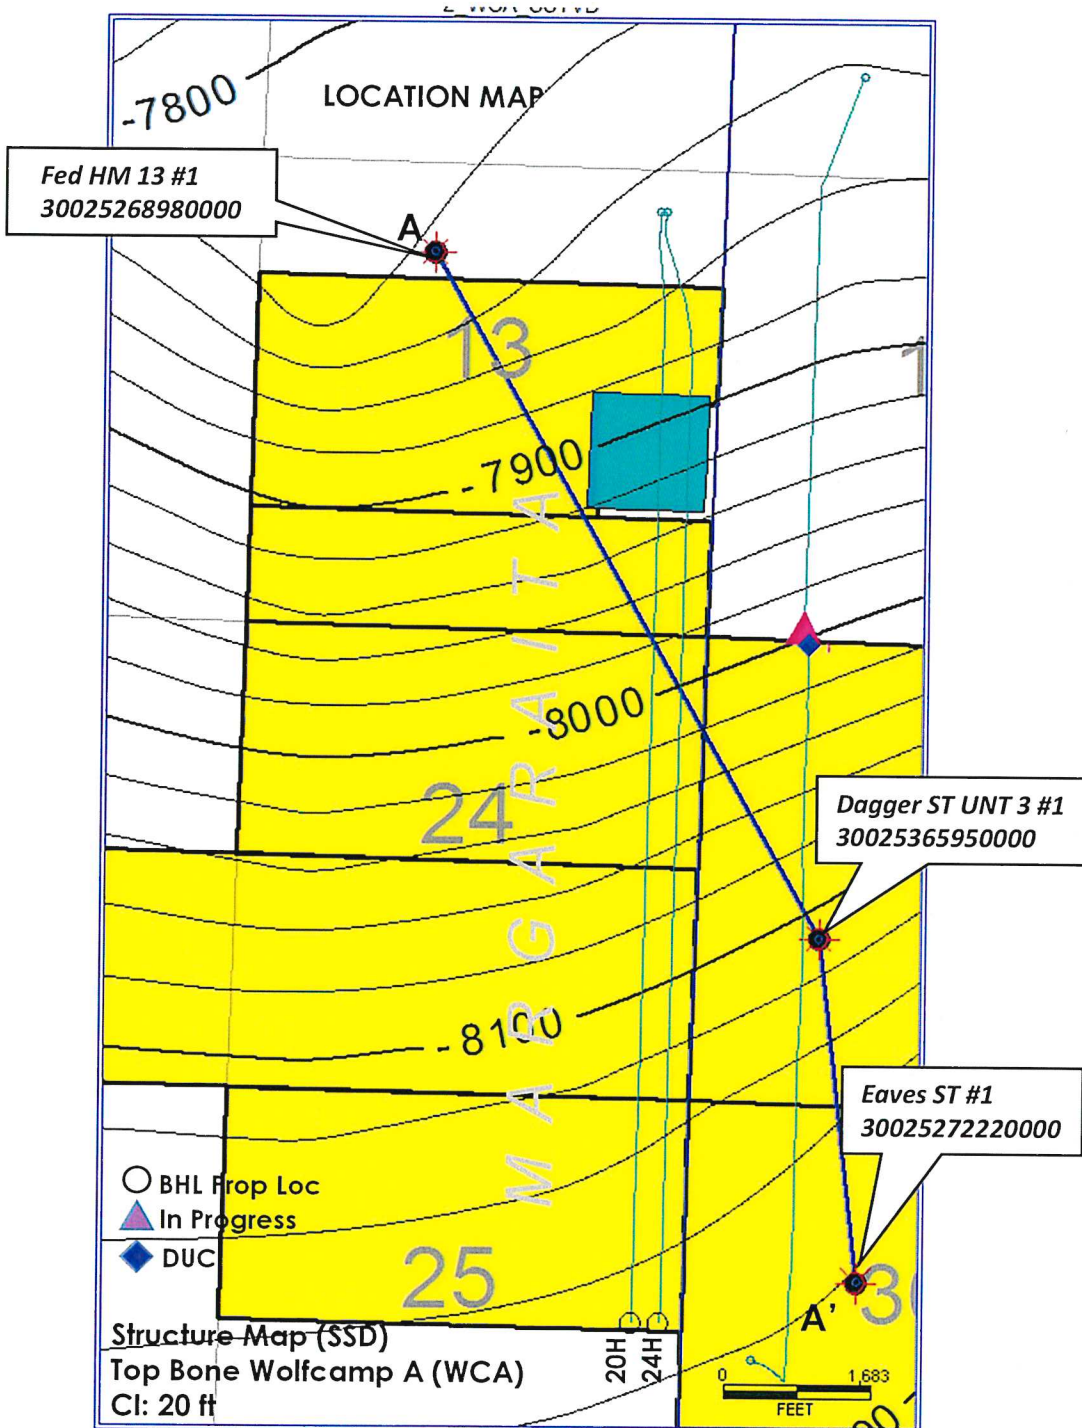 LOCATION MAP
-7800
Fed HM 13 #1
30025268980000
A
13
-7900
-8000
24
Dagger ST UNT 3 #1
30025365950000
-8100
MARGARAITA
Eaves ST #1
30025272220000
BHL Prop Loc
In Progress
DUC
25
A'
Structure Map (SSD)
Top Bone Wolfcamp A (WCA)
CI: 20 ft
20H
24H
0 1,683
FEET